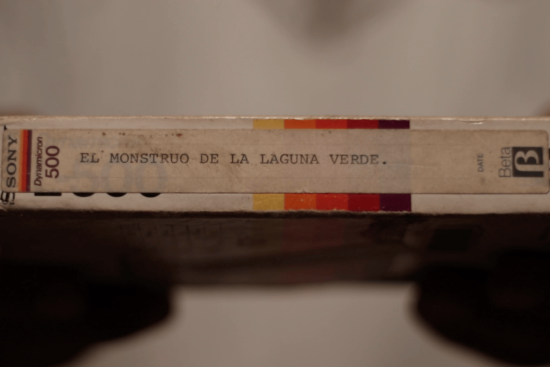 SONY
Dynamicron
500
EL MONSTRUO DE LA LAGUNA VERDE.
DATE
Beta